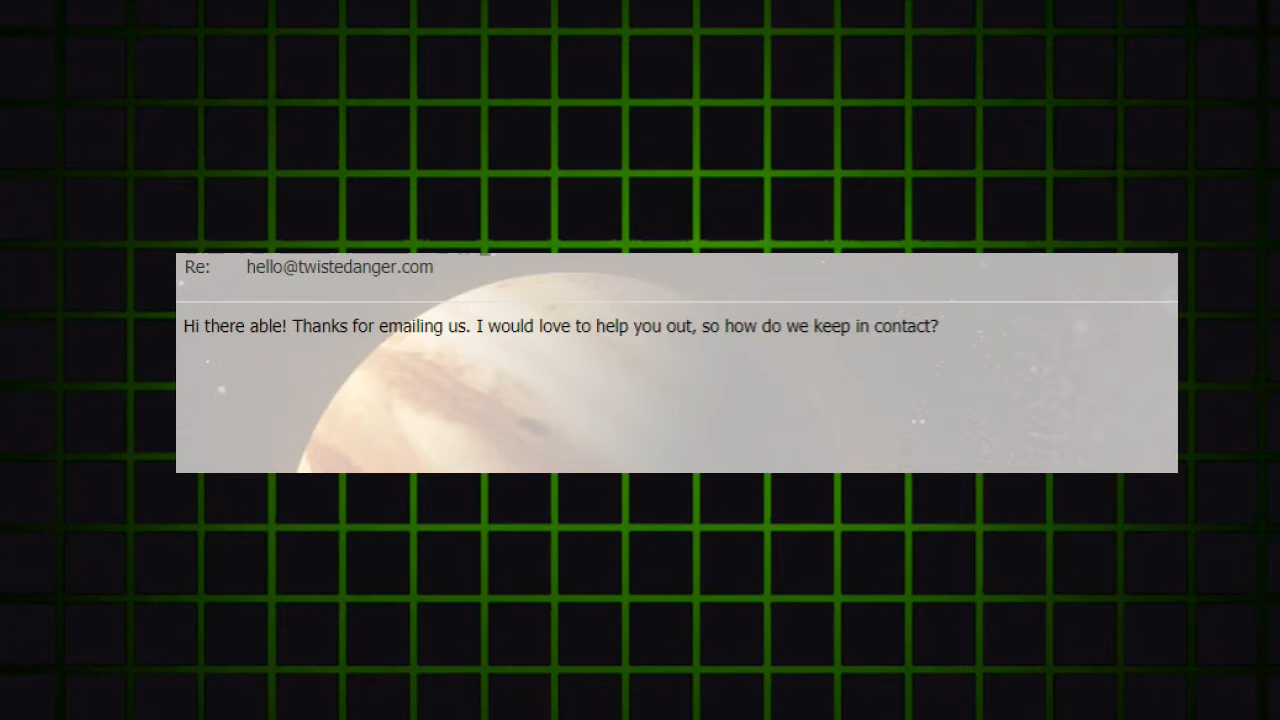 Re: hello@twistedanger.com
Hi there able! Thanks for emailing us. I would love to help you out, so how do we keep in contact?